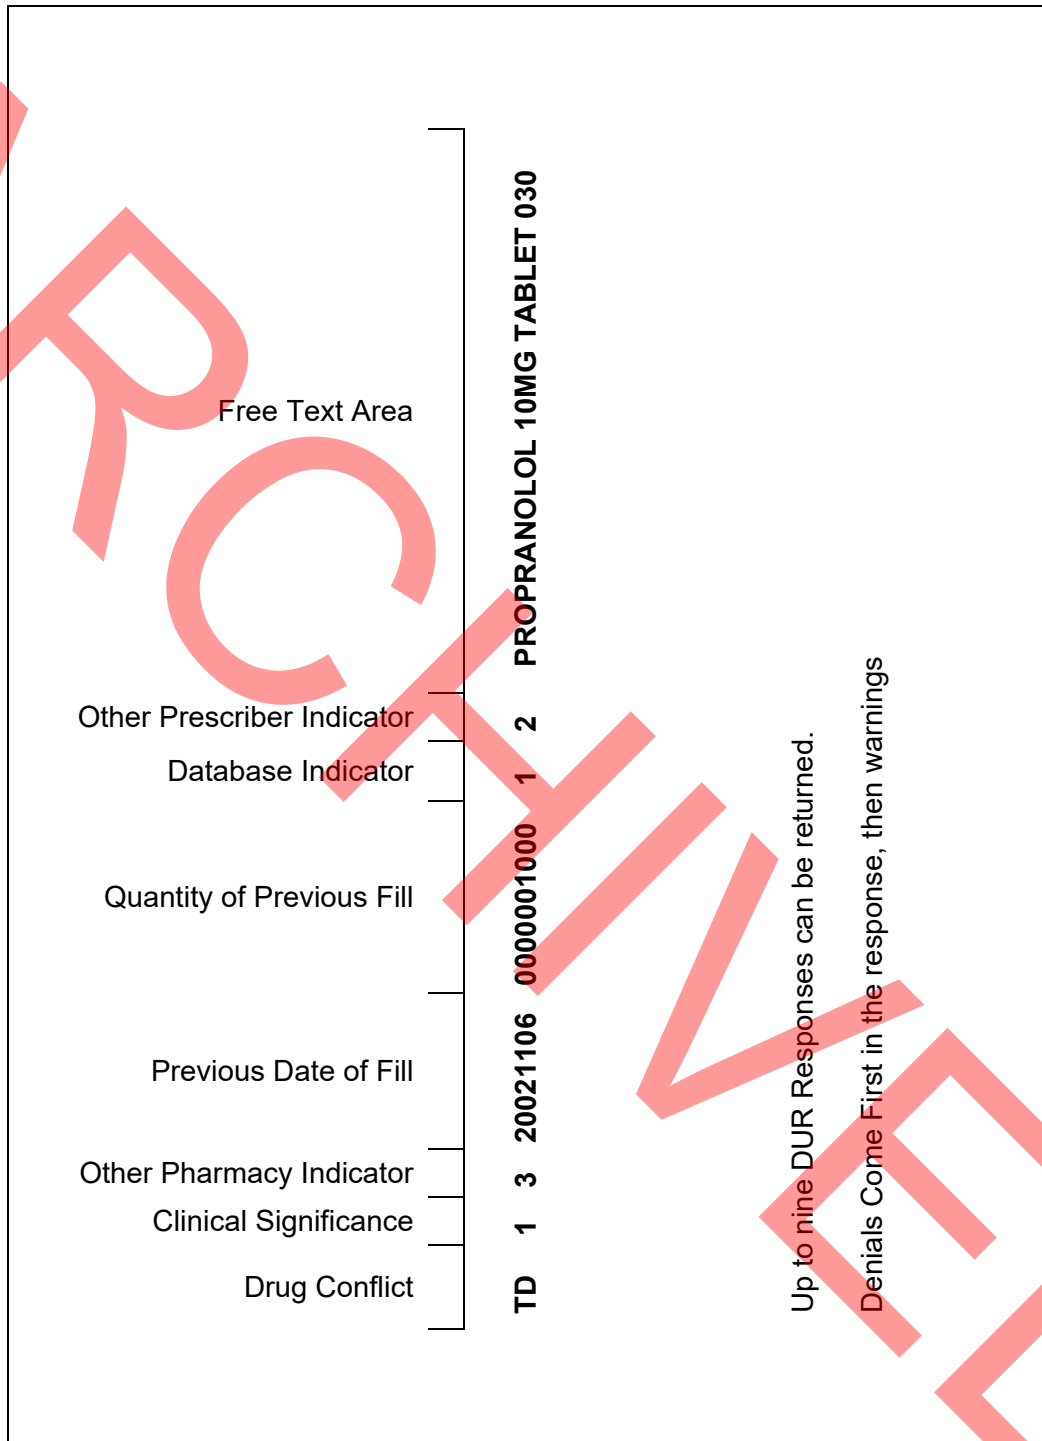 Free Text Area
Other Prescriber Indicator
Database Indicator
Quantity of Previous Fill
Previous Date of Fill
Other Pharmacy Indicator
Clinical Significance
Drug Conflict
TD 1 3 20021106 0000001000 1 2 PROPRANOLOL 10MG TABLET 030
Up to nine DUR Responses can be returned.
Denials Come First in the response, then warnings
RCHIVE